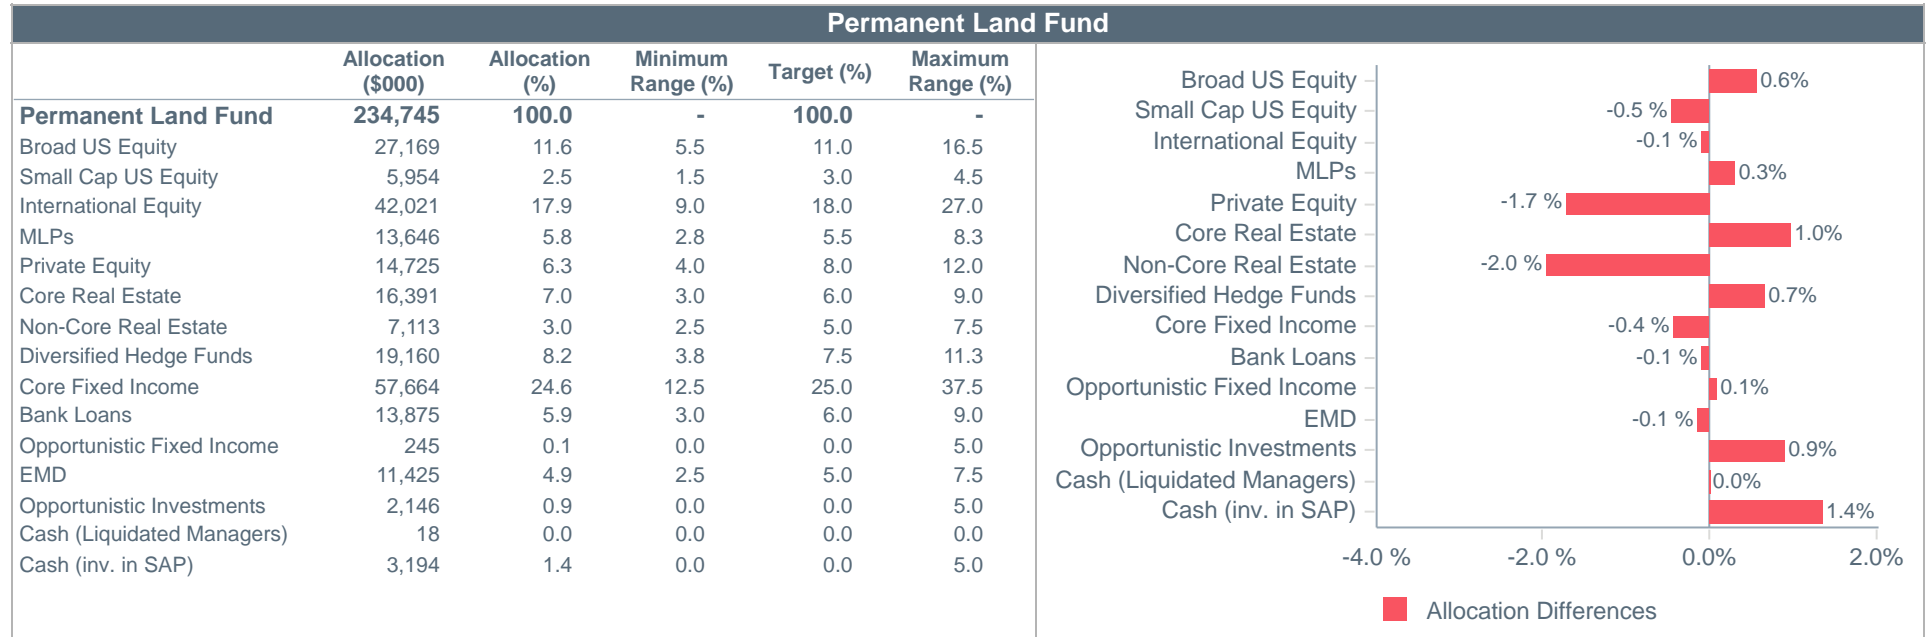 Permanent Land Fund
Allocation ($000) Allocation (%) Minimum Range (%) Target (%) Maximum Range (%)
Permanent Land Fund 234,745 100.0 - 100.0 -
Broad US Equity 27,169 11.6 5.5 11.0 16.5
Small Cap US Equity 5,954 2.5 1.5 3.0 4.5
International Equity 42,021 17.9 9.0 18.0 27.0
MLPs 13,646 5.8 2.8 5.5 8.3
Private Equity 14,725 6.3 4.0 8.0 12.0
Core Real Estate 16,391 7.0 3.0 6.0 9.0
Non-Core Real Estate 7,113 3.0 2.5 5.0 7.5
Diversified Hedge Funds 19,160 8.2 3.8 7.5 11.3
Core Fixed Income 57,664 24.6 12.5 25.0 37.5
Bank Loans 13,875 5.9 3.0 6.0 9.0
Opportunistic Fixed Income 245 0.1 0.0 0.0 5.0
EMD 11,425 4.9 2.5 5.0 7.5
Opportunistic Investments 2,146 0.9 0.0 0.0 5.0
Cash (Liquidated Managers) 18 0.0 0.0 0.0 0.0
Cash (inv. in SAP) 3,194 1.4 0.0 0.0 5.0
Broad US Equity 0.6%
Small Cap US Equity -0.5 %
International Equity -0.1 %
MLPs 0.3%
Private Equity -1.7 %
Core Real Estate 1.0%
Non-Core Real Estate -2.0 %
Diversified Hedge Funds 0.7%
Core Fixed Income -0.4 %
Bank Loans -0.1 %
Opportunistic Fixed Income 0.1%
EMD -0.1 %
Opportunistic Investments 0.9%
Cash (Liquidated Managers) 0.0%
Cash (inv. in SAP) 1.4%
-4.0 % -2.0 % 0.0% 2.0%
Allocation Differences